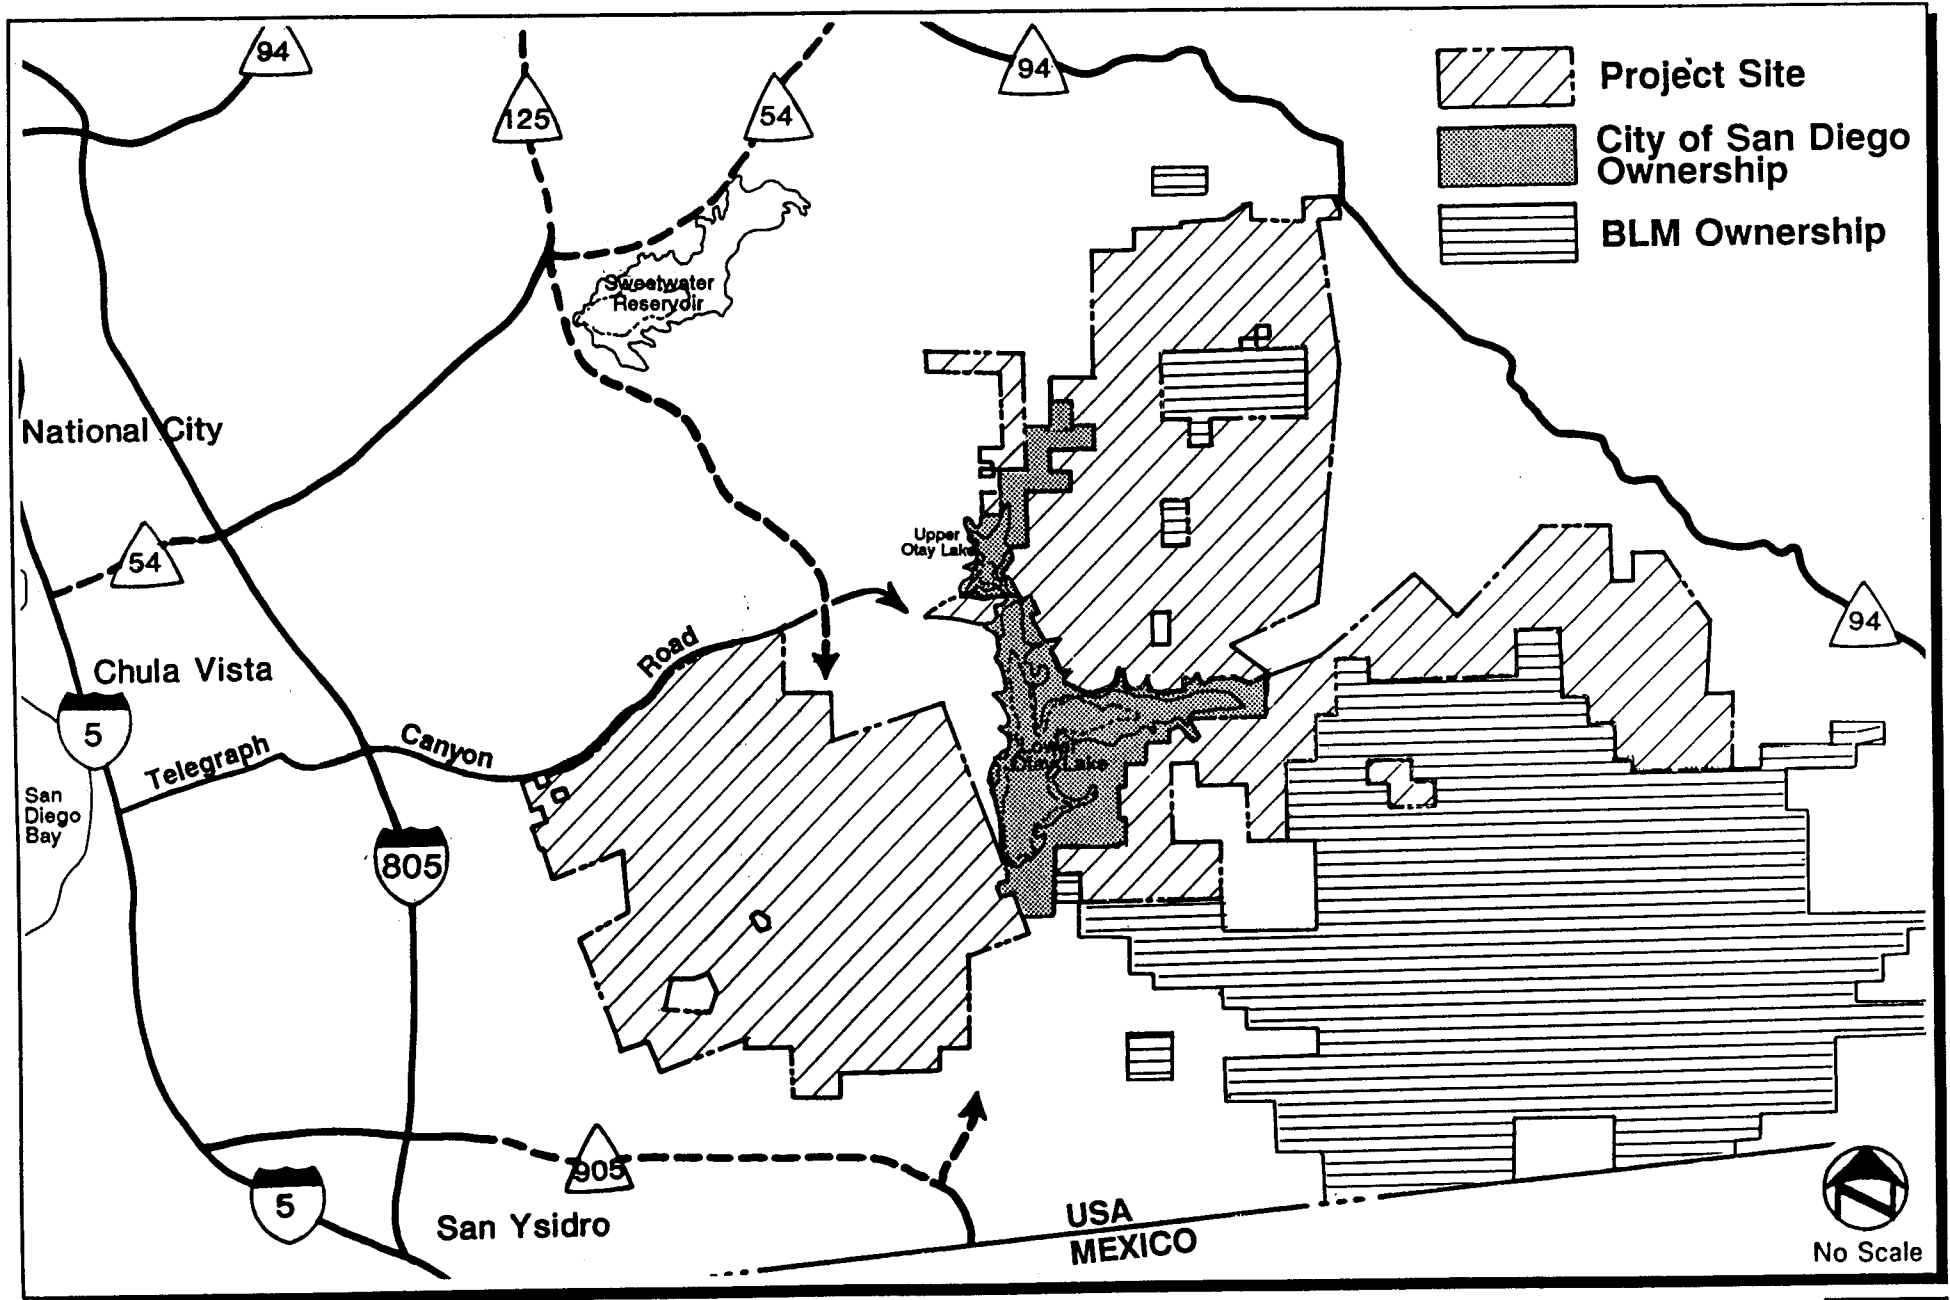 94
125
54
94
Project Site
City of San Diego
Ownership
BLM Ownership
Sweetwater
Reservoir
National City
54
Upper
Otay Lake
94
Chula Vista
Road
5
Telegraph
Canyon
Lower
Otay Lake
San
Diego
Bay
805
905
5
San Ysidro
USA
MEXICO
No Scale